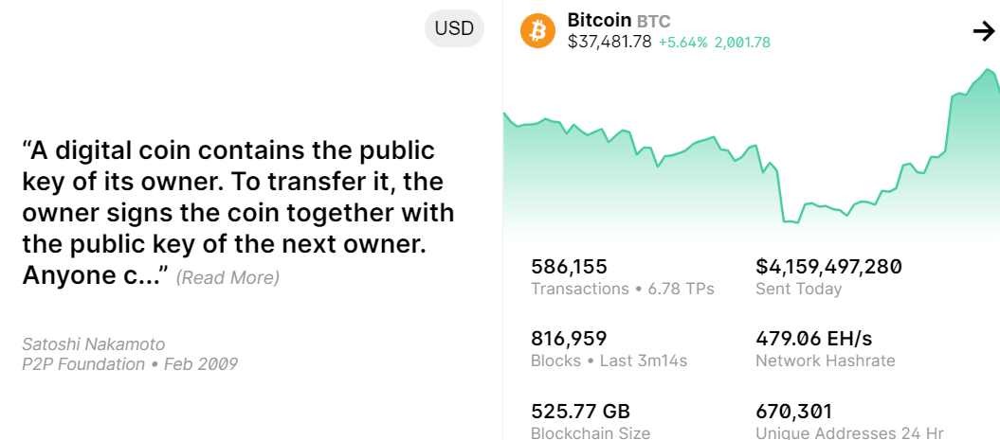 USD
“A digital coin contains the public
key of its owner. To transfer it, the
owner signs the coin together with
the public key of the next owner.
Anyone c...” (Read More)
Satoshi Nakamoto
P2P Foundation • Feb 2009
Bitcoin BTC
$37,481.78 +5.64% 2,001.78
586,155
Transactions • 6.78 TPs
$4,159,497,280
Sent Today
816,959
Blocks • Last 3m14s
479.06 EH/s
Network Hashrate
525.77 GB
Blockchain Size
670,301
Unique Addresses 24 Hr